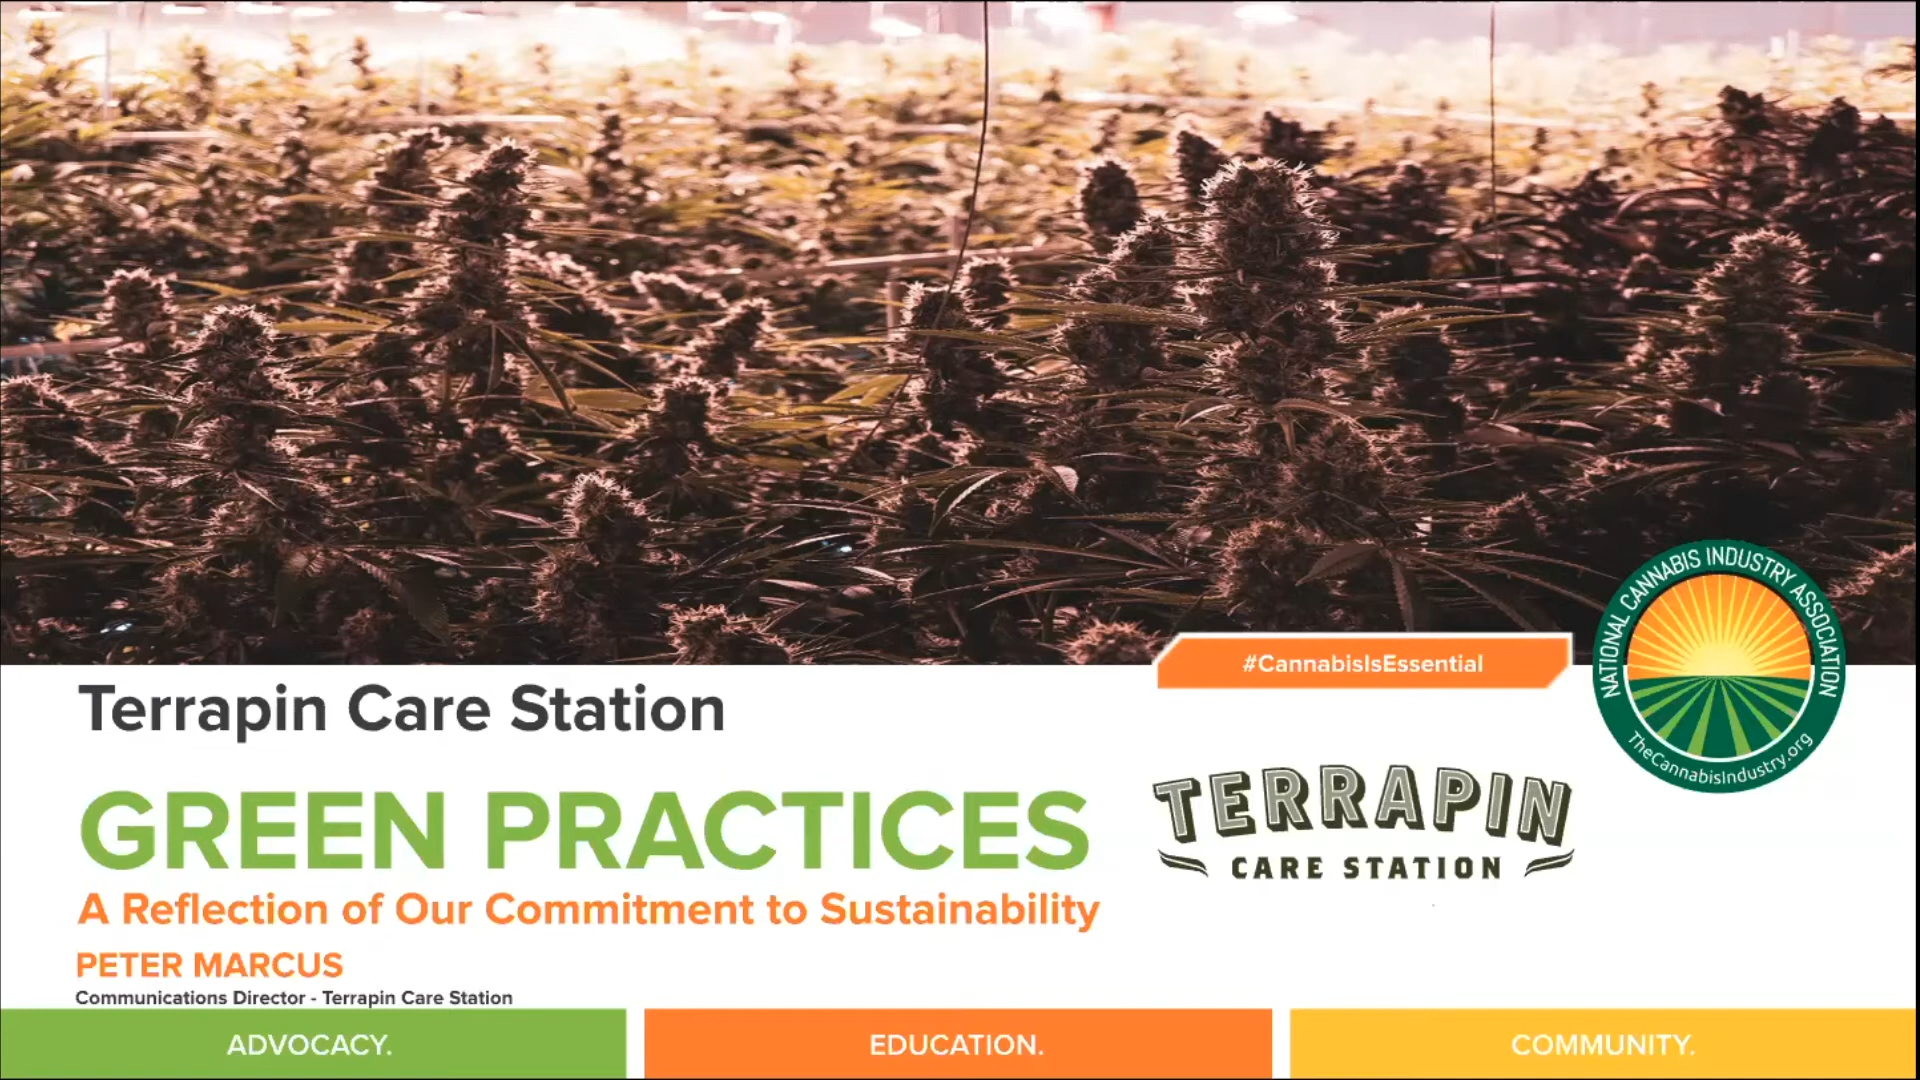 #CannabisIsEssential
NATIONAL CANNABIS INDUSTRY ASSOCIATION
TheCannabisIndustry.org
Terrapin Care Station
GREEN PRACTICES
A Reflection of Our Commitment to Sustainability
TERRAPIN
CARE STATION
PETER MARCUS
Communications Director - Terrapin Care Station
ADVOCACY.
EDUCATION.
COMMUNITY.